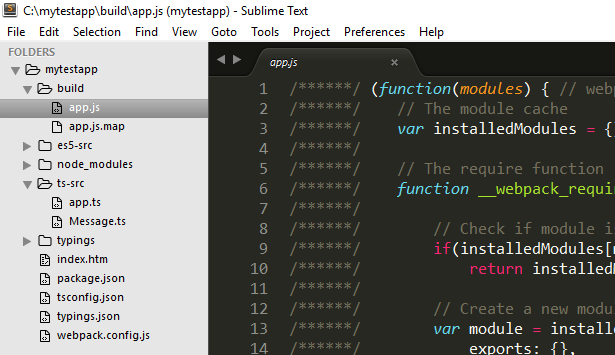 C:\mytestapp\build\app.js (mytestapp) - Sublime Text
File Edit Selection Find View Goto Tools Project Preferences Help
FOLDERS
mytestapp
build
app.js
app.js.map
es5-src
node_modules
ts-src
app.ts
Message.ts
typings
index.htm
package.json
tsconfig.json
typings.json
webpack.config.js
app.js ×
1 /******/ (function(modules) { // webp
2 /******/ // The module cache
3 /******/ var installedModules = {}
4 /******/
5 /******/ // The require function
6 /******/ function __webpack_requi
7 /******/
8 /******/ // Check if module i
9 /******/ if(installedModules[m
10 /******/ return installedM
11 /******/
12 /******/ // Create a new modul
13 /******/ var module = installe
14 /******/ exports: {},